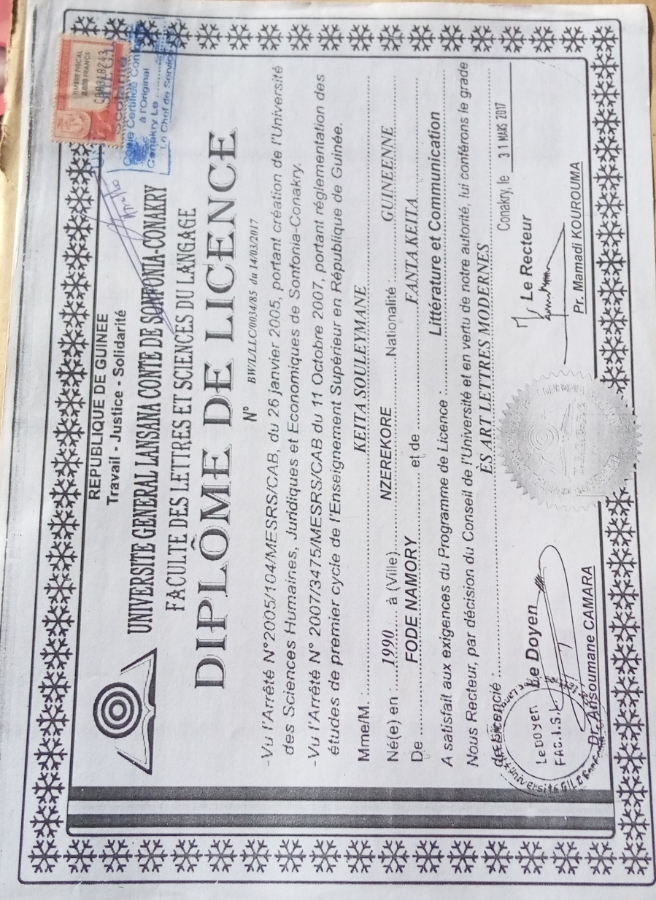 REPUBLIQUE DE GUINEE
Travail - Justice - Solidarité
TIMBRE FISCAL
Copie Certifiée Conforme
à l'Original
Conakry Le
Le Chef de Service
UNIVERSITE GENERAL LANSANA CONTE DE SONFONIA-CONAKRY
FACULTE DES LETTRES ET SCIENCES DU LANGAGE
DIPLÔME DE LICENCE
N° BW/L/LCO/0034/85 du 14/03/2017
-Vu l'Arrêté N°2005/104/MESRS/CAB, du 26 janvier 2005, portant création de l'Université
des Sciences Humaines, Juridiques et Economiques de Sonfonia-Conakry.
-Vu l'Arrêté N° 2007/3475/MESRS/CAB du 11 Octobre 2007, portant réglementation des
études de premier cycle de l'Enseignement Supérieur en République de Guinée.
Mme/M. : KEITA SOULEYMANE
Né(e) en : 1990 à (Ville) NZEREKORE Nationalité : GUINEENNE
De FODE NAMORY et de FANTA KEITA
A satisfait aux exigences du Programme de Licence : Littérature et Communication
Nous Recteur, par décision du Conseil de l'Université et en vertu de notre autorité, lui conférons le grade
de Licencié : ÈS ART LETTRES MODERNES
Conakry, le 31 MARS 2017
Le Doyen
Le Recteur
Le Doyen
Dr. Ansoumane CAMARA
Pr. Mamadi KOUROUMA